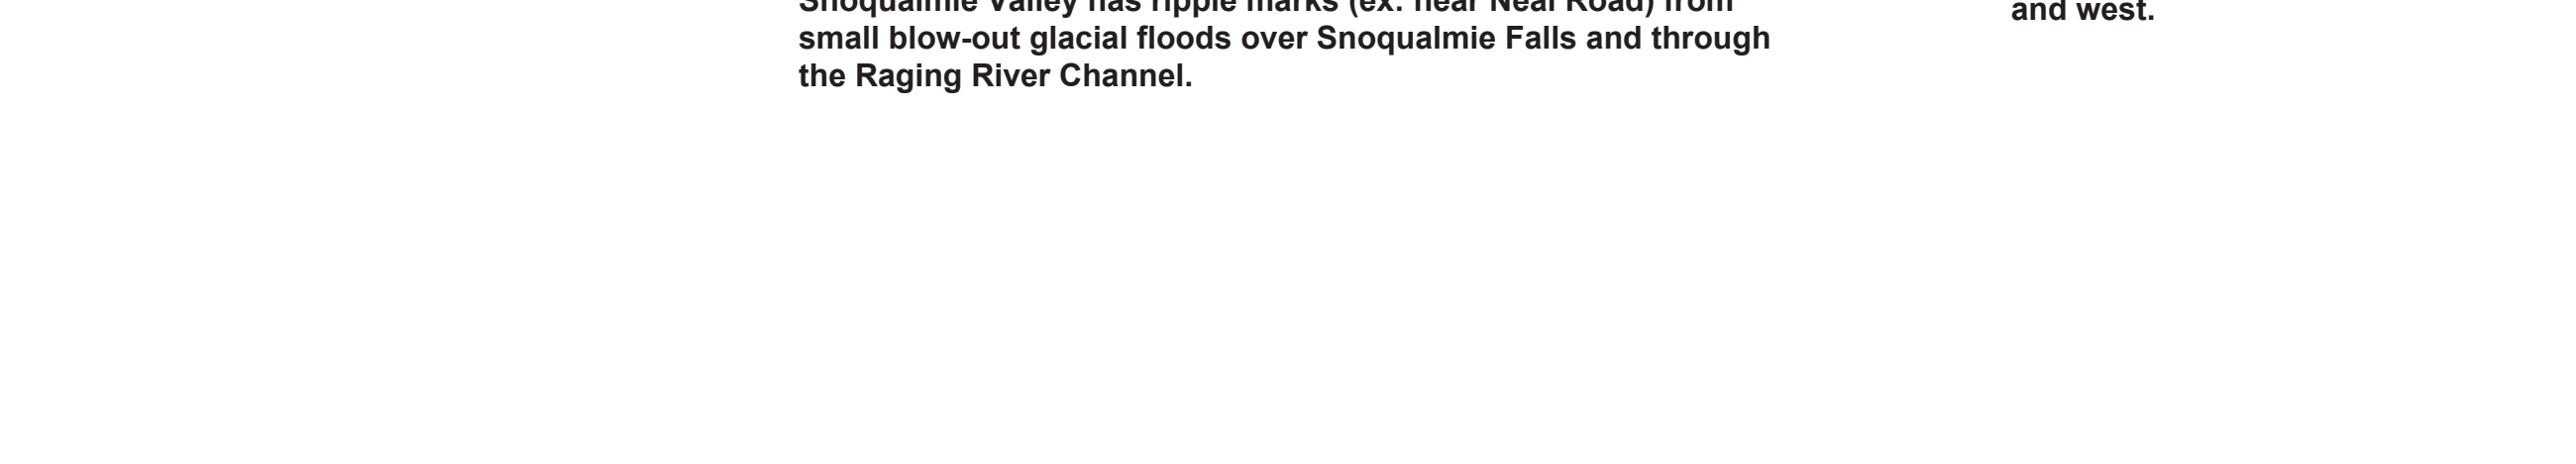 Snoqualmie Valley has ripple marks (ex. near Neal Road) from
small blow-out glacial floods over Snoqualmie Falls and through
the Raging River Channel.
and west.